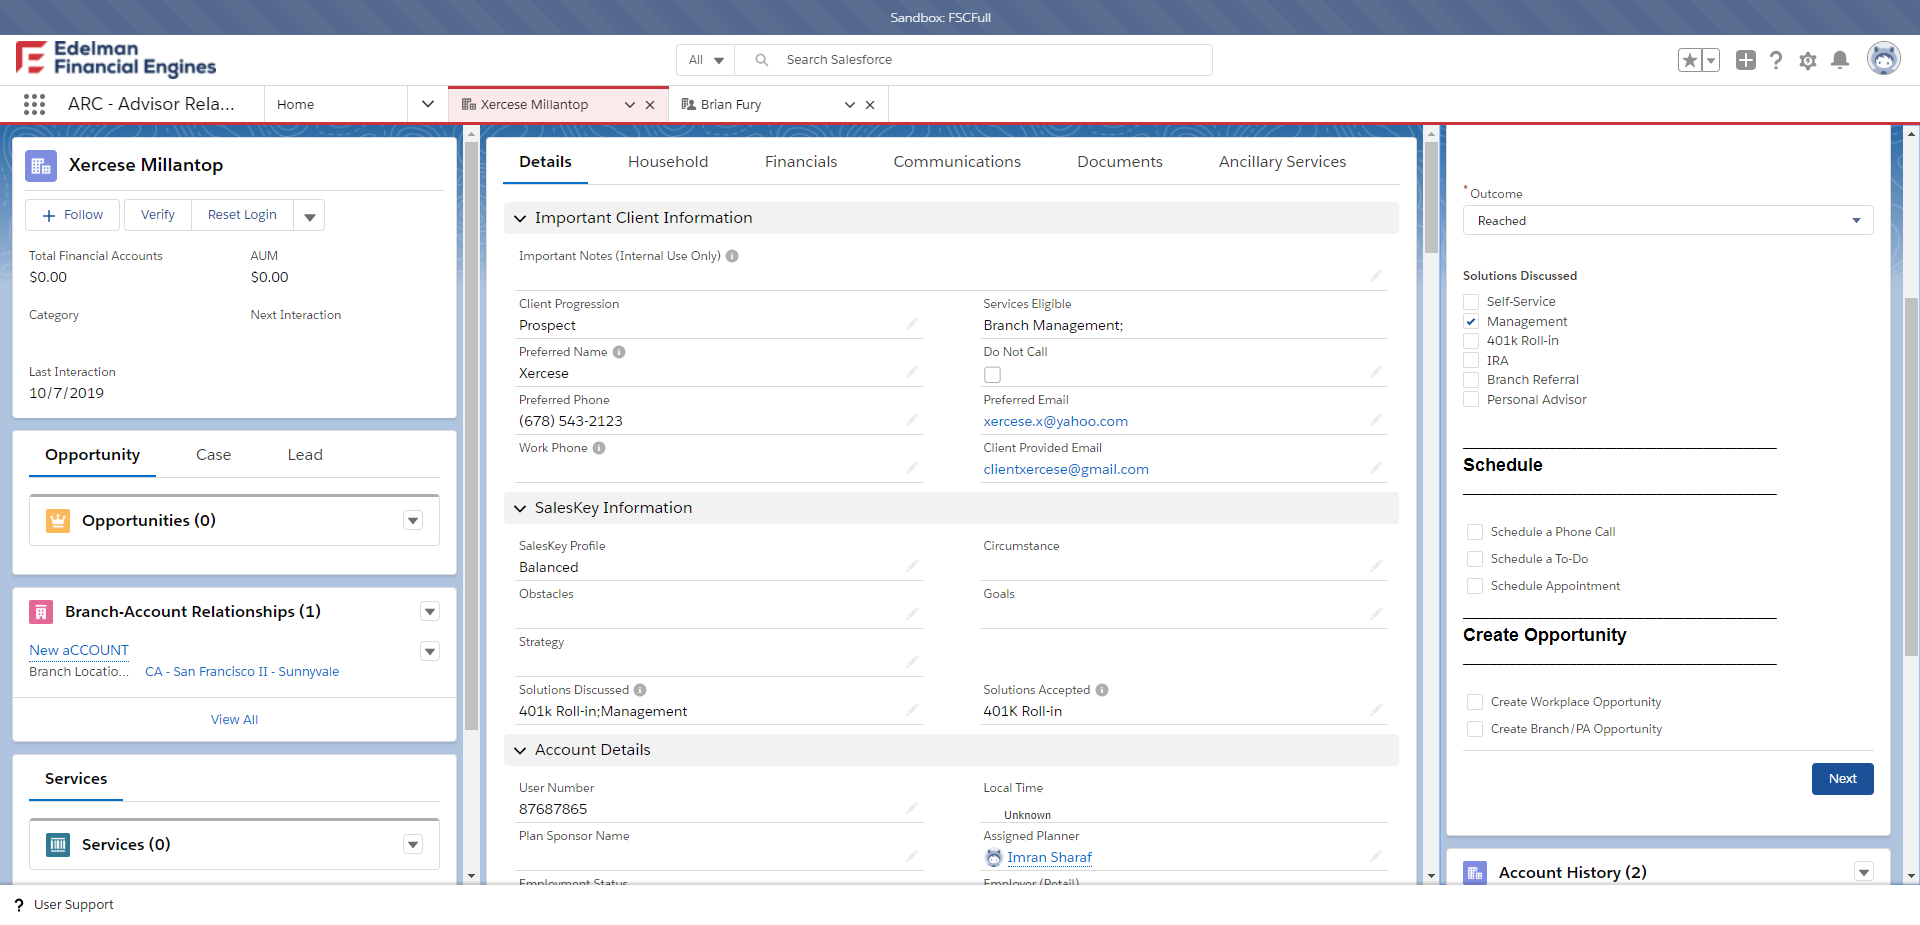 Sandbox: FSCFull
Edelman
Financial Engines
All
Search Salesforce
ARC - Advisor Rela...
Home
Xercese Millantop
Brian Fury
Xercese Millantop
Follow
Verify
Reset Login
Total Financial Accounts
AUM
$0.00
$0.00
Category
Next Interaction
Last Interaction
10/7/2019
Opportunity
Case
Lead
Opportunities (0)
Branch-Account Relationships (1)
New aCCOUNT
Branch Locatio...
CA - San Francisco II - Sunnyvale
View All
Services
Services (0)
Details
Household
Financials
Communications
Documents
Ancillary Services
Important Client Information
Important Notes (Internal Use Only)
Client Progression
Services Eligible
Prospect
Branch Management;
Preferred Name
Do Not Call
Xercese
Preferred Phone
Preferred Email
(678) 543-2123
xercese.x@yahoo.com
Work Phone
Client Provided Email
clientxercese@gmail.com
SalesKey Information
SalesKey Profile
Circumstance
Balanced
Obstacles
Goals
Strategy
Solutions Discussed
Solutions Accepted
401k Roll-in;Management
401K Roll-in
Account Details
User Number
Local Time
87687865
Unknown
Plan Sponsor Name
Assigned Planner
Imran Sharaf
Employment Status
Employer (Retail)
* Outcome
Reached
Solutions Discussed
Self-Service
Management
401k Roll-in
IRA
Branch Referral
Personal Advisor
Schedule
Schedule a Phone Call
Schedule a To-Do
Schedule Appointment
Create Opportunity
Create Workplace Opportunity
Create Branch/PA Opportunity
Next
Account History (2)
? User Support